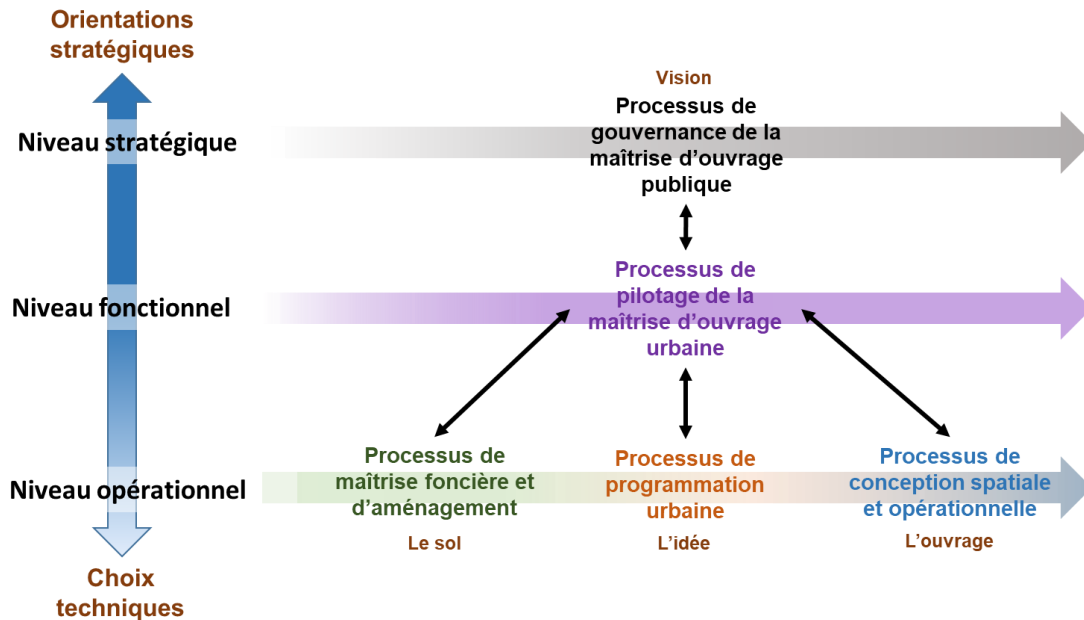 Orientations
stratégiques
Niveau stratégique
Vision
Processus de
gouvernance de la
maîtrise d’ouvrage
publique
Niveau fonctionnel
Processus de
pilotage de la
maîtrise d’ouvrage
urbaine
Niveau opérationnel
Processus de
maîtrise foncière et
d’aménagement
Le sol
Processus de
programmation
urbaine
L’idée
Processus de
conception spatiale
et opérationnelle
L’ouvrage
Choix
techniques